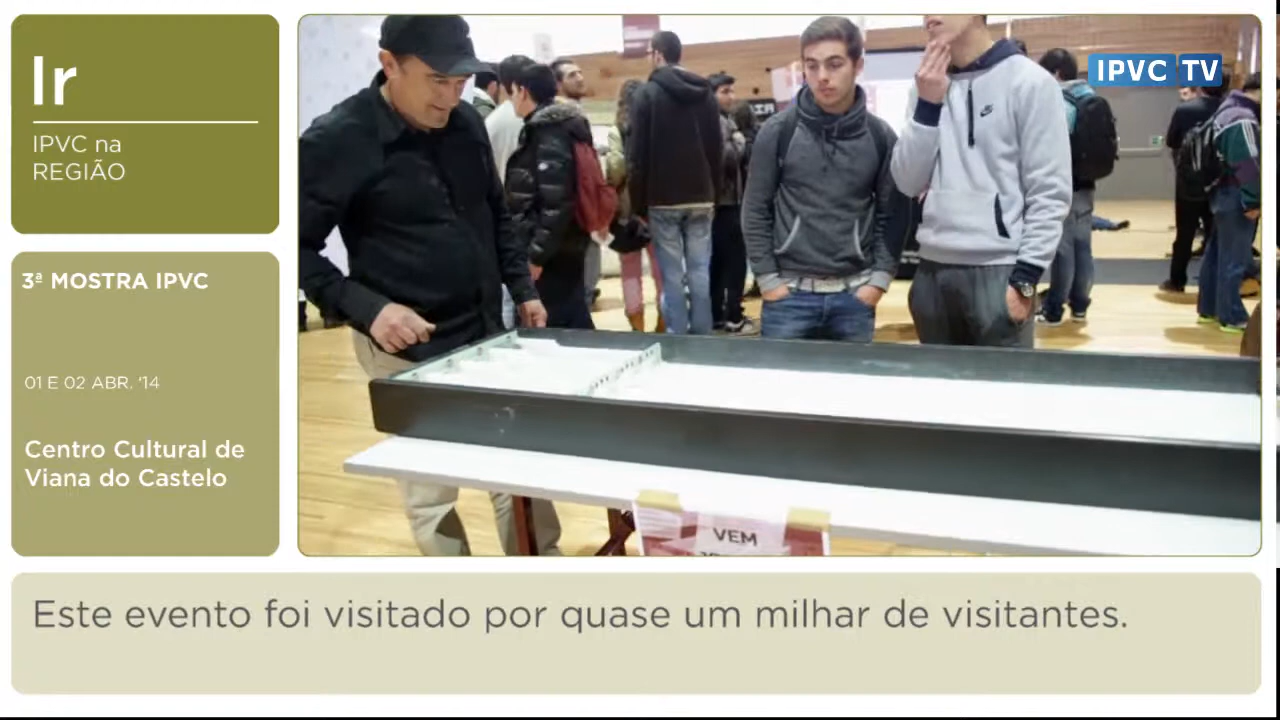 Ir
IPVC na
REGIÃO
3ª MOSTRA IPVC
01 E 02 ABR. '14
Centro Cultural de
Viana do Castelo
IPVC TV
VEM
Este evento foi visitado por quase um milhar de visitantes.